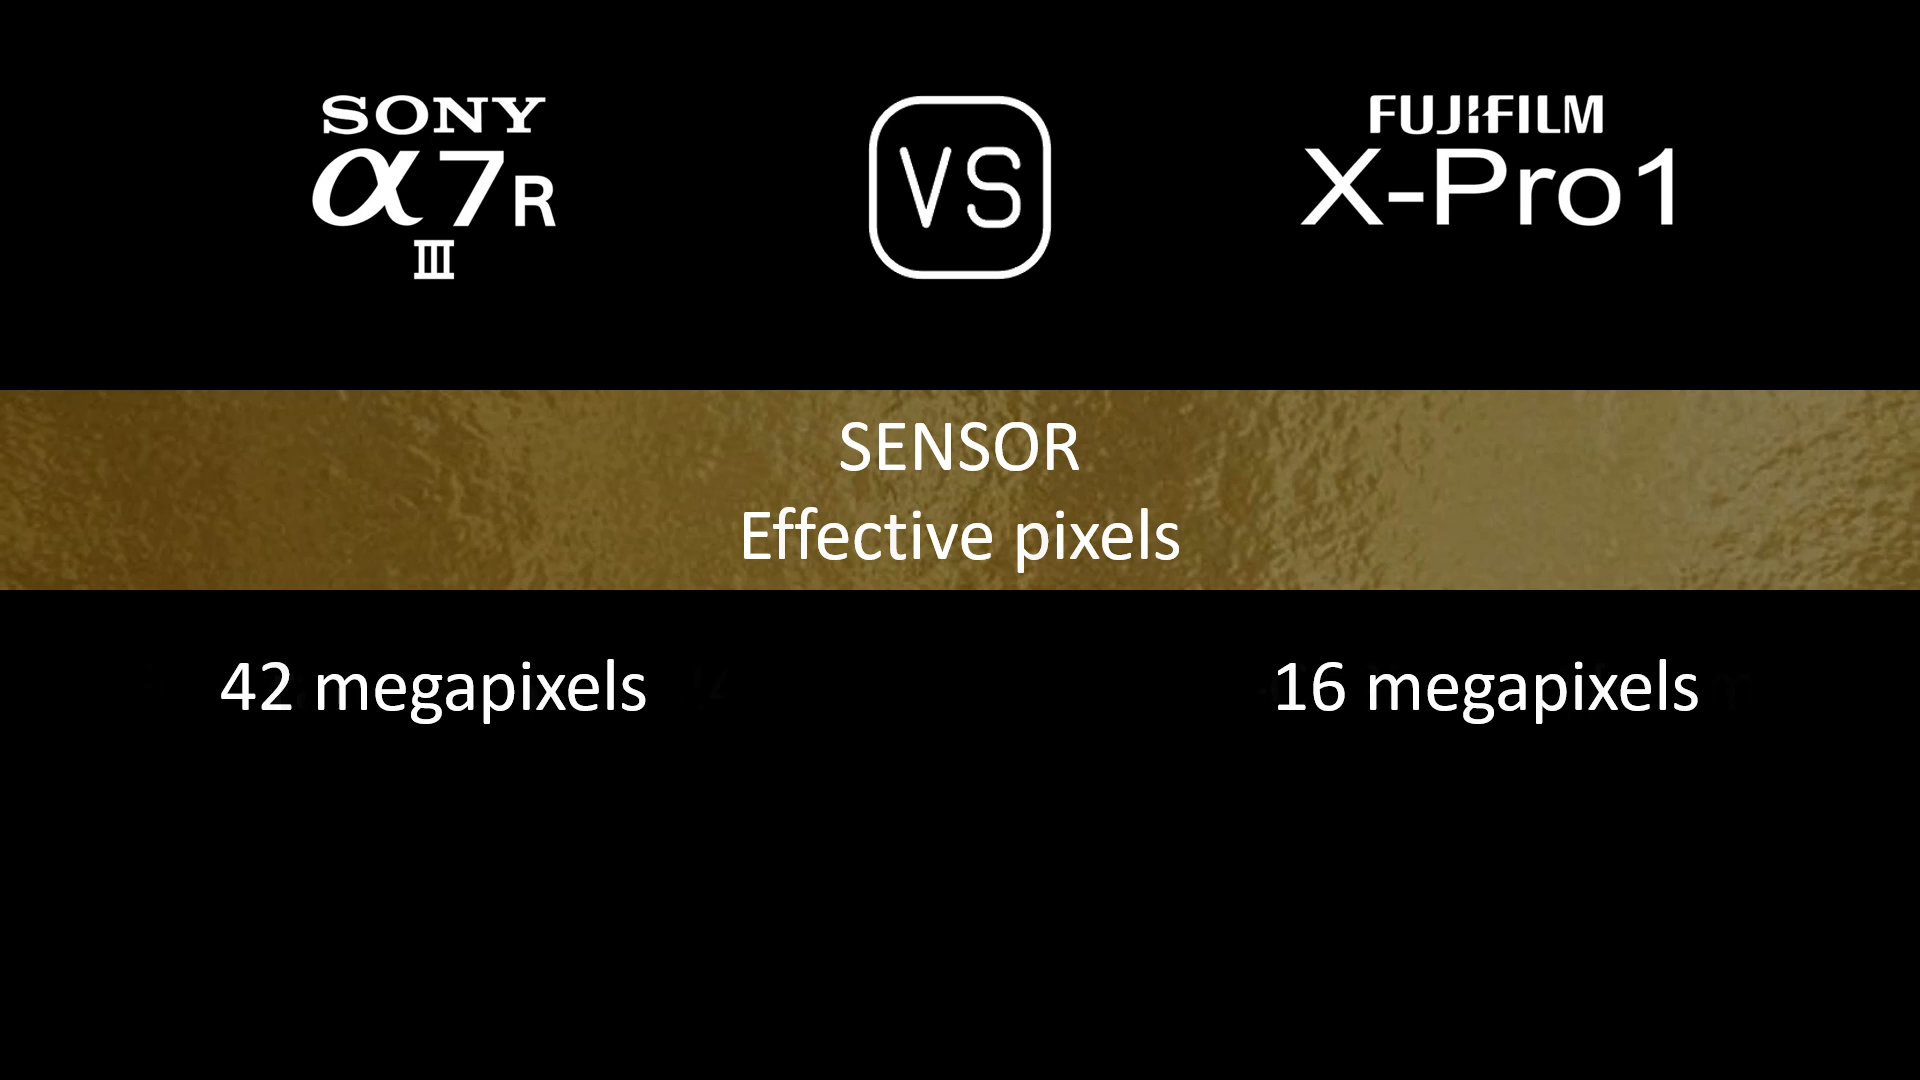 SONY
α7R
III
VS
FUJIFILM
X-Pro1
SENSOR
Effective pixels
42 megapixels
16 megapixels